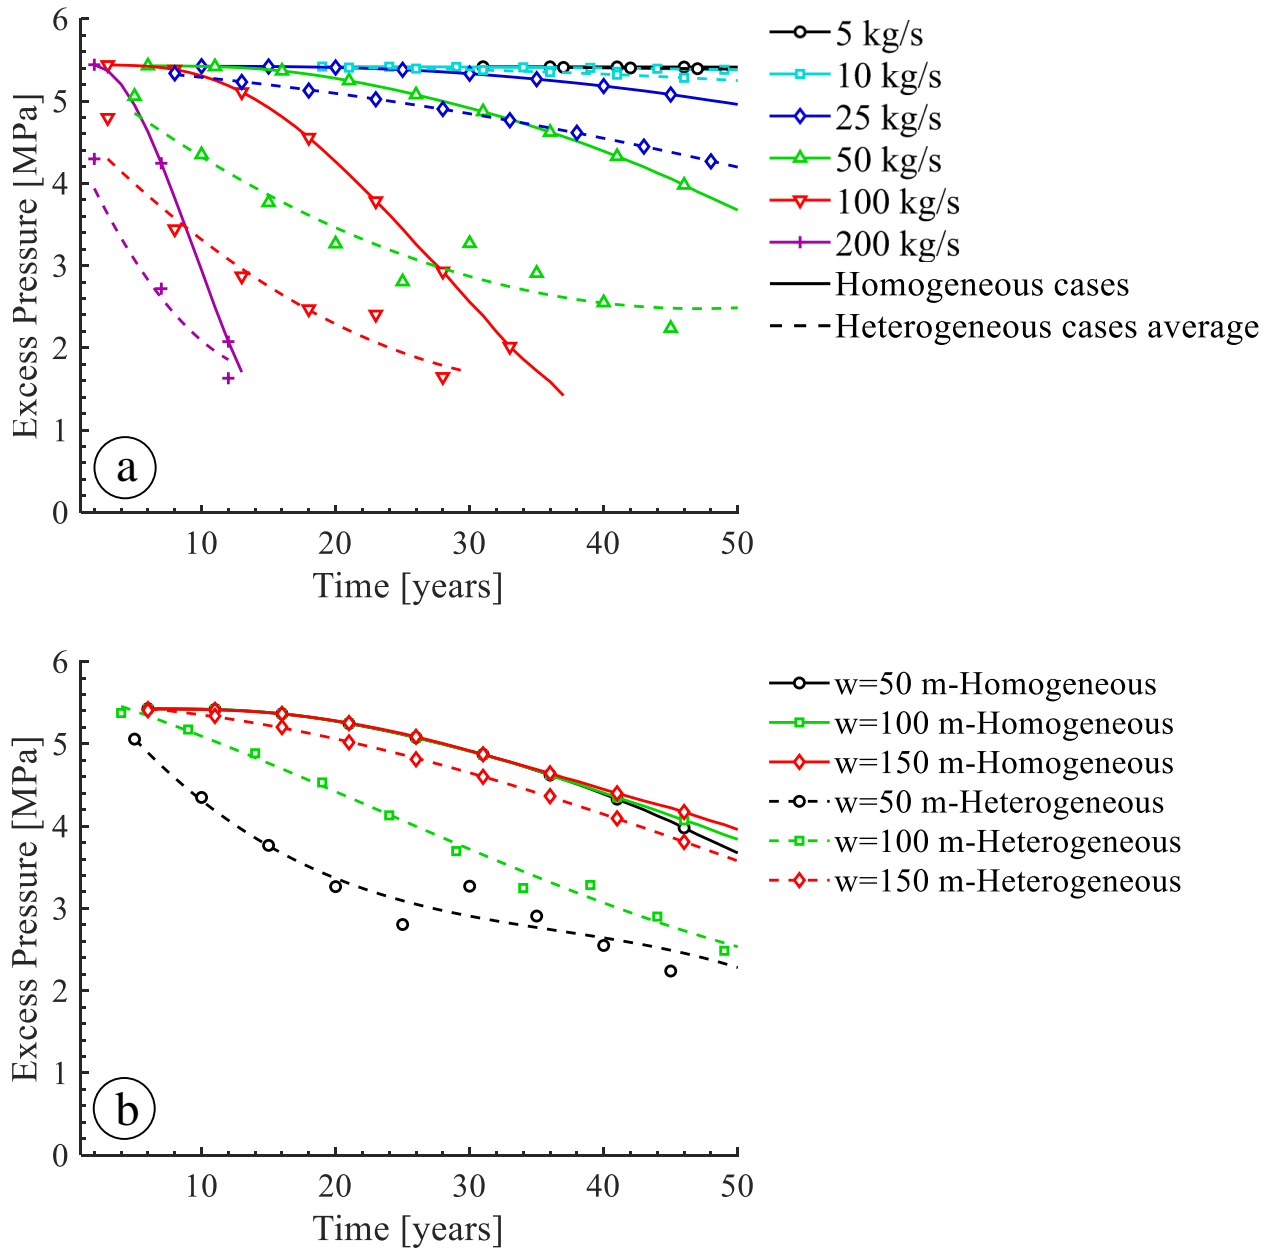 6
5
4
3
2
1
0
Excess Pressure [MPa]
a
10 20 30 40 50
Time [years]
5 kg/s
10 kg/s
25 kg/s
50 kg/s
100 kg/s
200 kg/s
Homogeneous cases
Heterogeneous cases average
6
5
4
3
2
1
0
Excess Pressure [MPa]
b
10 20 30 40 50
Time [years]
w=50 m-Homogeneous
w=100 m-Homogeneous
w=150 m-Homogeneous
w=50 m-Heterogeneous
w=100 m-Heterogeneous
w=150 m-Heterogeneous